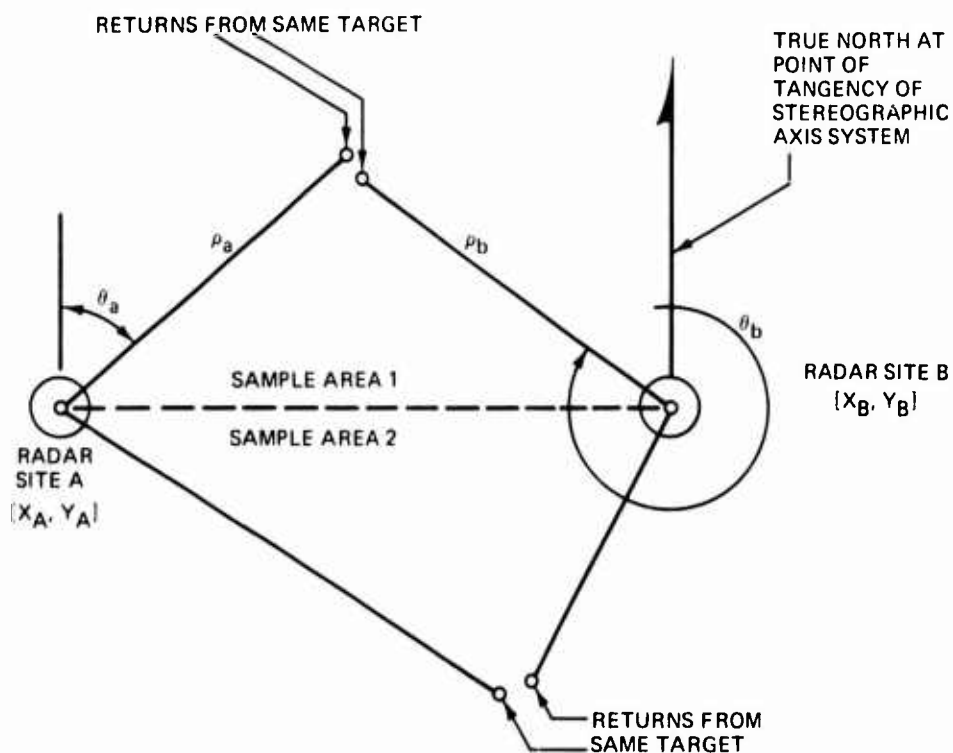 RETURNS FROM SAME TARGET
TRUE NORTH AT
POINT OF
TANGENCY OF
STEREOGRAPHIC
AXIS SYSTEM
ρa
ρb
θa
θb
SAMPLE AREA 1
SAMPLE AREA 2
RADAR SITE B
[XB, YB]
RADAR
SITE A
[XA, YA]
RETURNS FROM
SAME TARGET